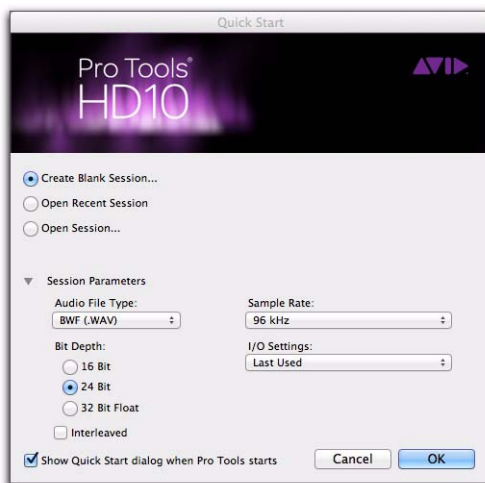 Quick Start
Pro Tools®
HD10
AVID
Create Blank Session...
Open Recent Session
Open Session...
Session Parameters
Audio File Type:
BWF (.WAV)
Sample Rate:
96 kHz
Bit Depth:
16 Bit
24 Bit
32 Bit Float
I/O Settings:
Last Used
Interleaved
Show Quick Start dialog when Pro Tools starts
Cancel
OK